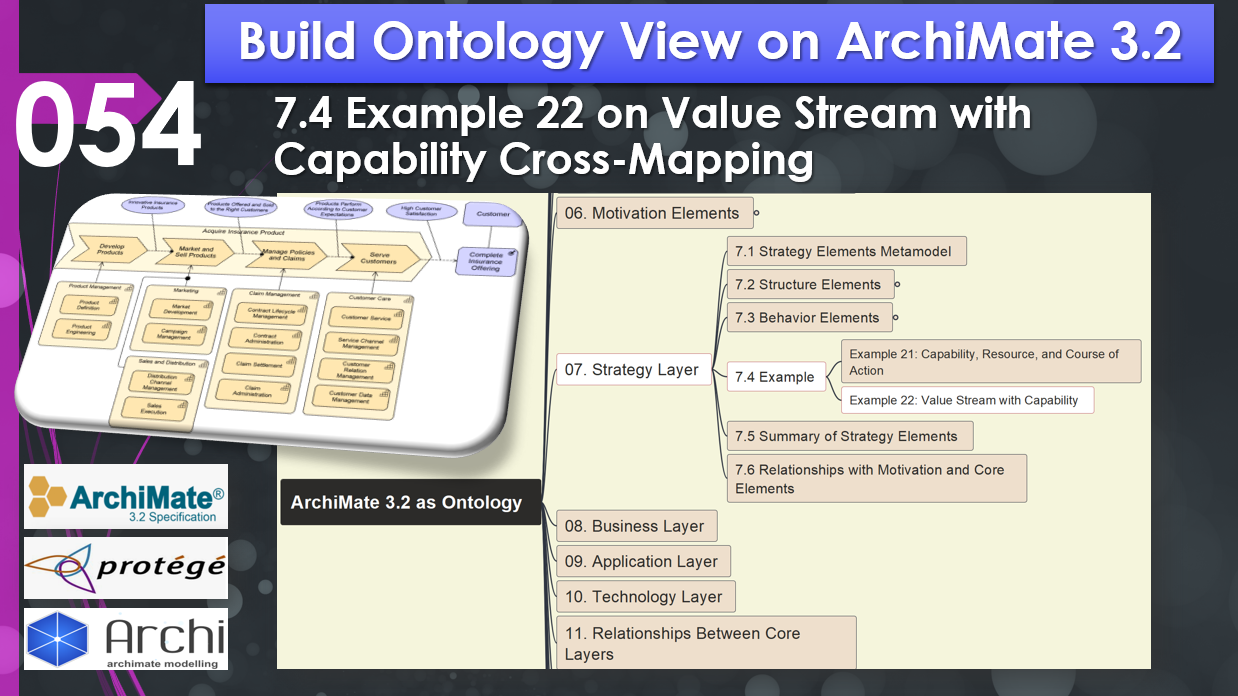 Build Ontology View on ArchiMate 3.2
054
7.4 Example 22 on Value Stream with
Capability Cross-Mapping
Innovative Insurance
Products
Products Offered and Sold
to the Right Customers
Products Perform
According to Customer
Expectations
High Customer
Satisfaction
Customer
Acquire Insurance Product
Develop
Products
Market and
Sell Products
Manage Policies
and Claims
Serve
Customers
Complete
Insurance
Offering
Product Management
Product
Definition
Product
Engineering
Marketing
Market
Development
Campaign
Management
Sales and Distribution
Distribution
Channel
Management
Sales
Execution
Claim Management
Contract Lifecycle
Management
Contract
Administration
Claim Settlement
Claim
Administration
Customer Care
Customer Service
Service Channel
Management
Customer
Relation
Management
Customer Data
Management
06. Motivation Elements
7.1 Strategy Elements Metamodel
7.2 Structure Elements
7.3 Behavior Elements
07. Strategy Layer
7.4 Example
Example 21: Capability, Resource, and Course of
Action
Example 22: Value Stream with Capability
7.5 Summary of Strategy Elements
7.6 Relationships with Motivation and Core
Elements
ArchiMate 3.2 as Ontology
08. Business Layer
09. Application Layer
10. Technology Layer
11. Relationships Between Core
Layers
ArchiMate®
3.2 Specification
protégé
Archi
archimate modelling